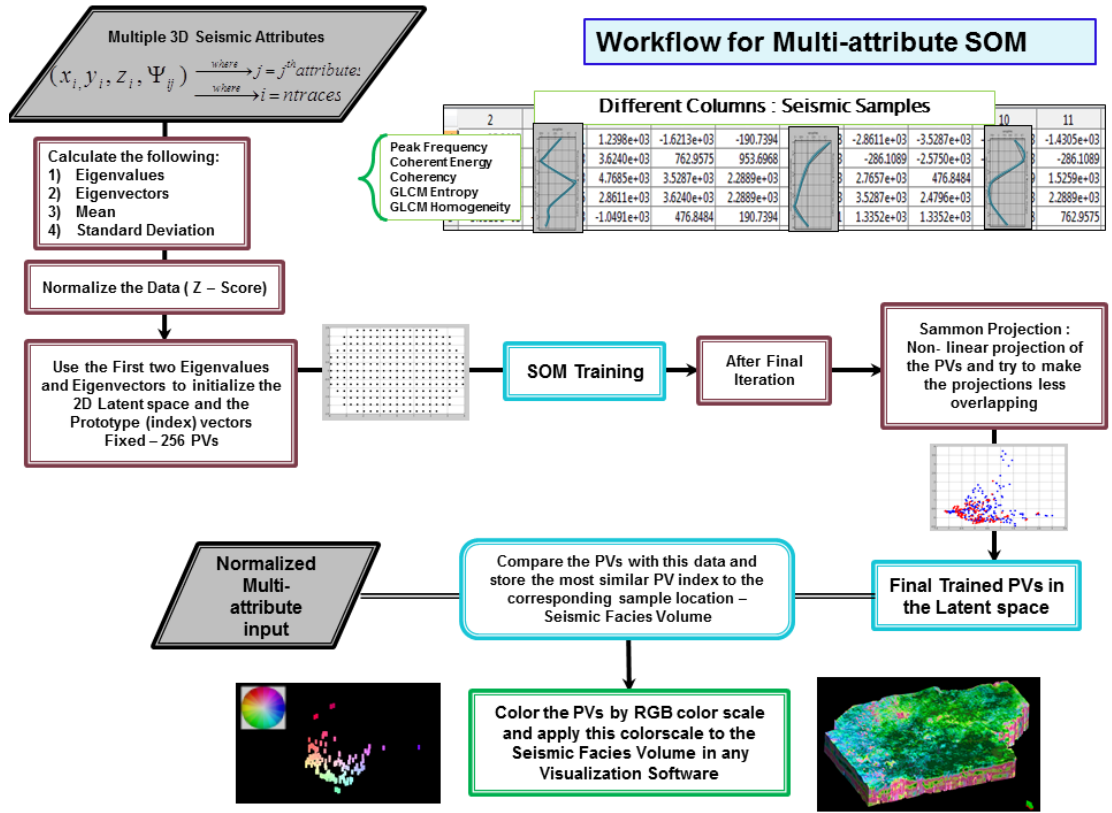 Multiple 3D Seismic Attributes
(x_i, y_i, z_i, Ψ_ij) where → j = j^th attributes
where → i = ntraces
Workflow for Multi-attribute SOM
Different Columns : Seismic Samples
2 10 11
1.2398e+03 -1.6213e+03 -190.7394 -2.8611e+03 -3.5287e+03 -1.4305e+03
3.6240e+03 762.9575 953.6968 -286.1089 -2.5750e+03 -286.1089
4.7685e+03 3.5287e+03 2.2889e+03 2.7657e+03 476.8484 1.5259e+03
2.8611e+03 3.6240e+03 2.2889e+03 3.5287e+03 2.4796e+03 2.2889e+03
-1.0491e+03 476.8484 190.7394 1.3352e+03 1.3352e+03 762.9575
Peak Frequency
Coherent Energy
Coherency
GLCM Entropy
GLCM Homogeneity
Calculate the following:
1) Eigenvalues
2) Eigenvectors
3) Mean
4) Standard Deviation
Normalize the Data ( Z – Score)
Use the First two Eigenvalues
and Eigenvectors to initialize the
2D Latent space and the
Prototype (index) vectors
Fixed – 256 PVs
SOM Training
After Final
Iteration
Sammon Projection :
Non- linear projection of
the PVs and try to make
the projections less
overlapping
Normalized
Multi-
attribute
input
Compare the PVs with this data and
store the most similar PV index to the
corresponding sample location –
Seismic Facies Volume
Final Trained PVs in
the Latent space
Color the PVs by RGB color scale
and apply this colorscale to the
Seismic Facies Volume in any
Visualization Software